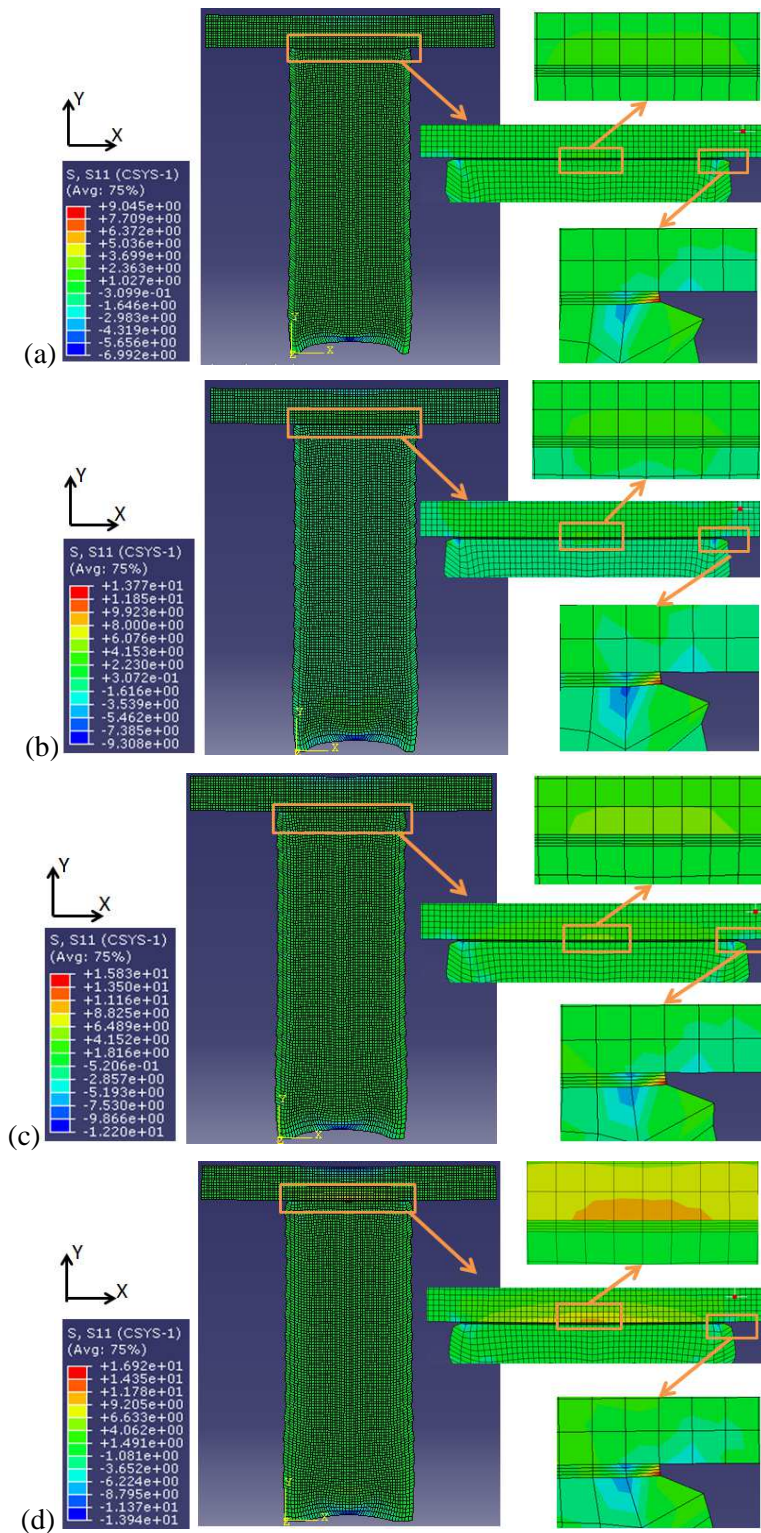 Y
X
S, S11 (CSYS-1)
(Avg: 75%)
+9.045e+00
+7.709e+00
+6.372e+00
+5.036e+00
+3.699e+00
+2.363e+00
+1.027e+00
-3.099e-01
-1.646e+00
-2.983e+00
-4.319e+00
-5.656e+00
-6.992e+00
Y
Z X
(a)
Y
X
S, S11 (CSYS-1)
(Avg: 75%)
+1.377e+01
+1.185e+01
+9.923e+00
+8.000e+00
+6.076e+00
+4.153e+00
+2.230e+00
+3.072e-01
-1.616e+00
-3.539e+00
-5.462e+00
-7.385e+00
-9.308e+00
Y
Z X
(b)
Y
X
S, S11 (CSYS-1)
(Avg: 75%)
+1.583e+01
+1.350e+01
+1.116e+01
+8.825e+00
+6.489e+00
+4.152e+00
+1.816e+00
-5.206e-01
-2.857e+00
-5.193e+00
-7.530e+00
-9.866e+00
-1.220e+01
Y
Z X
(c)
Y
X
S, S11 (CSYS-1)
(Avg: 75%)
+1.692e+01
+1.435e+01
+1.178e+01
+9.205e+00
+6.633e+00
+4.062e+00
+1.491e+00
-1.081e+00
-3.652e+00
-6.224e+00
-8.795e+00
-1.137e+01
-1.394e+01
Y
Z X
(d)